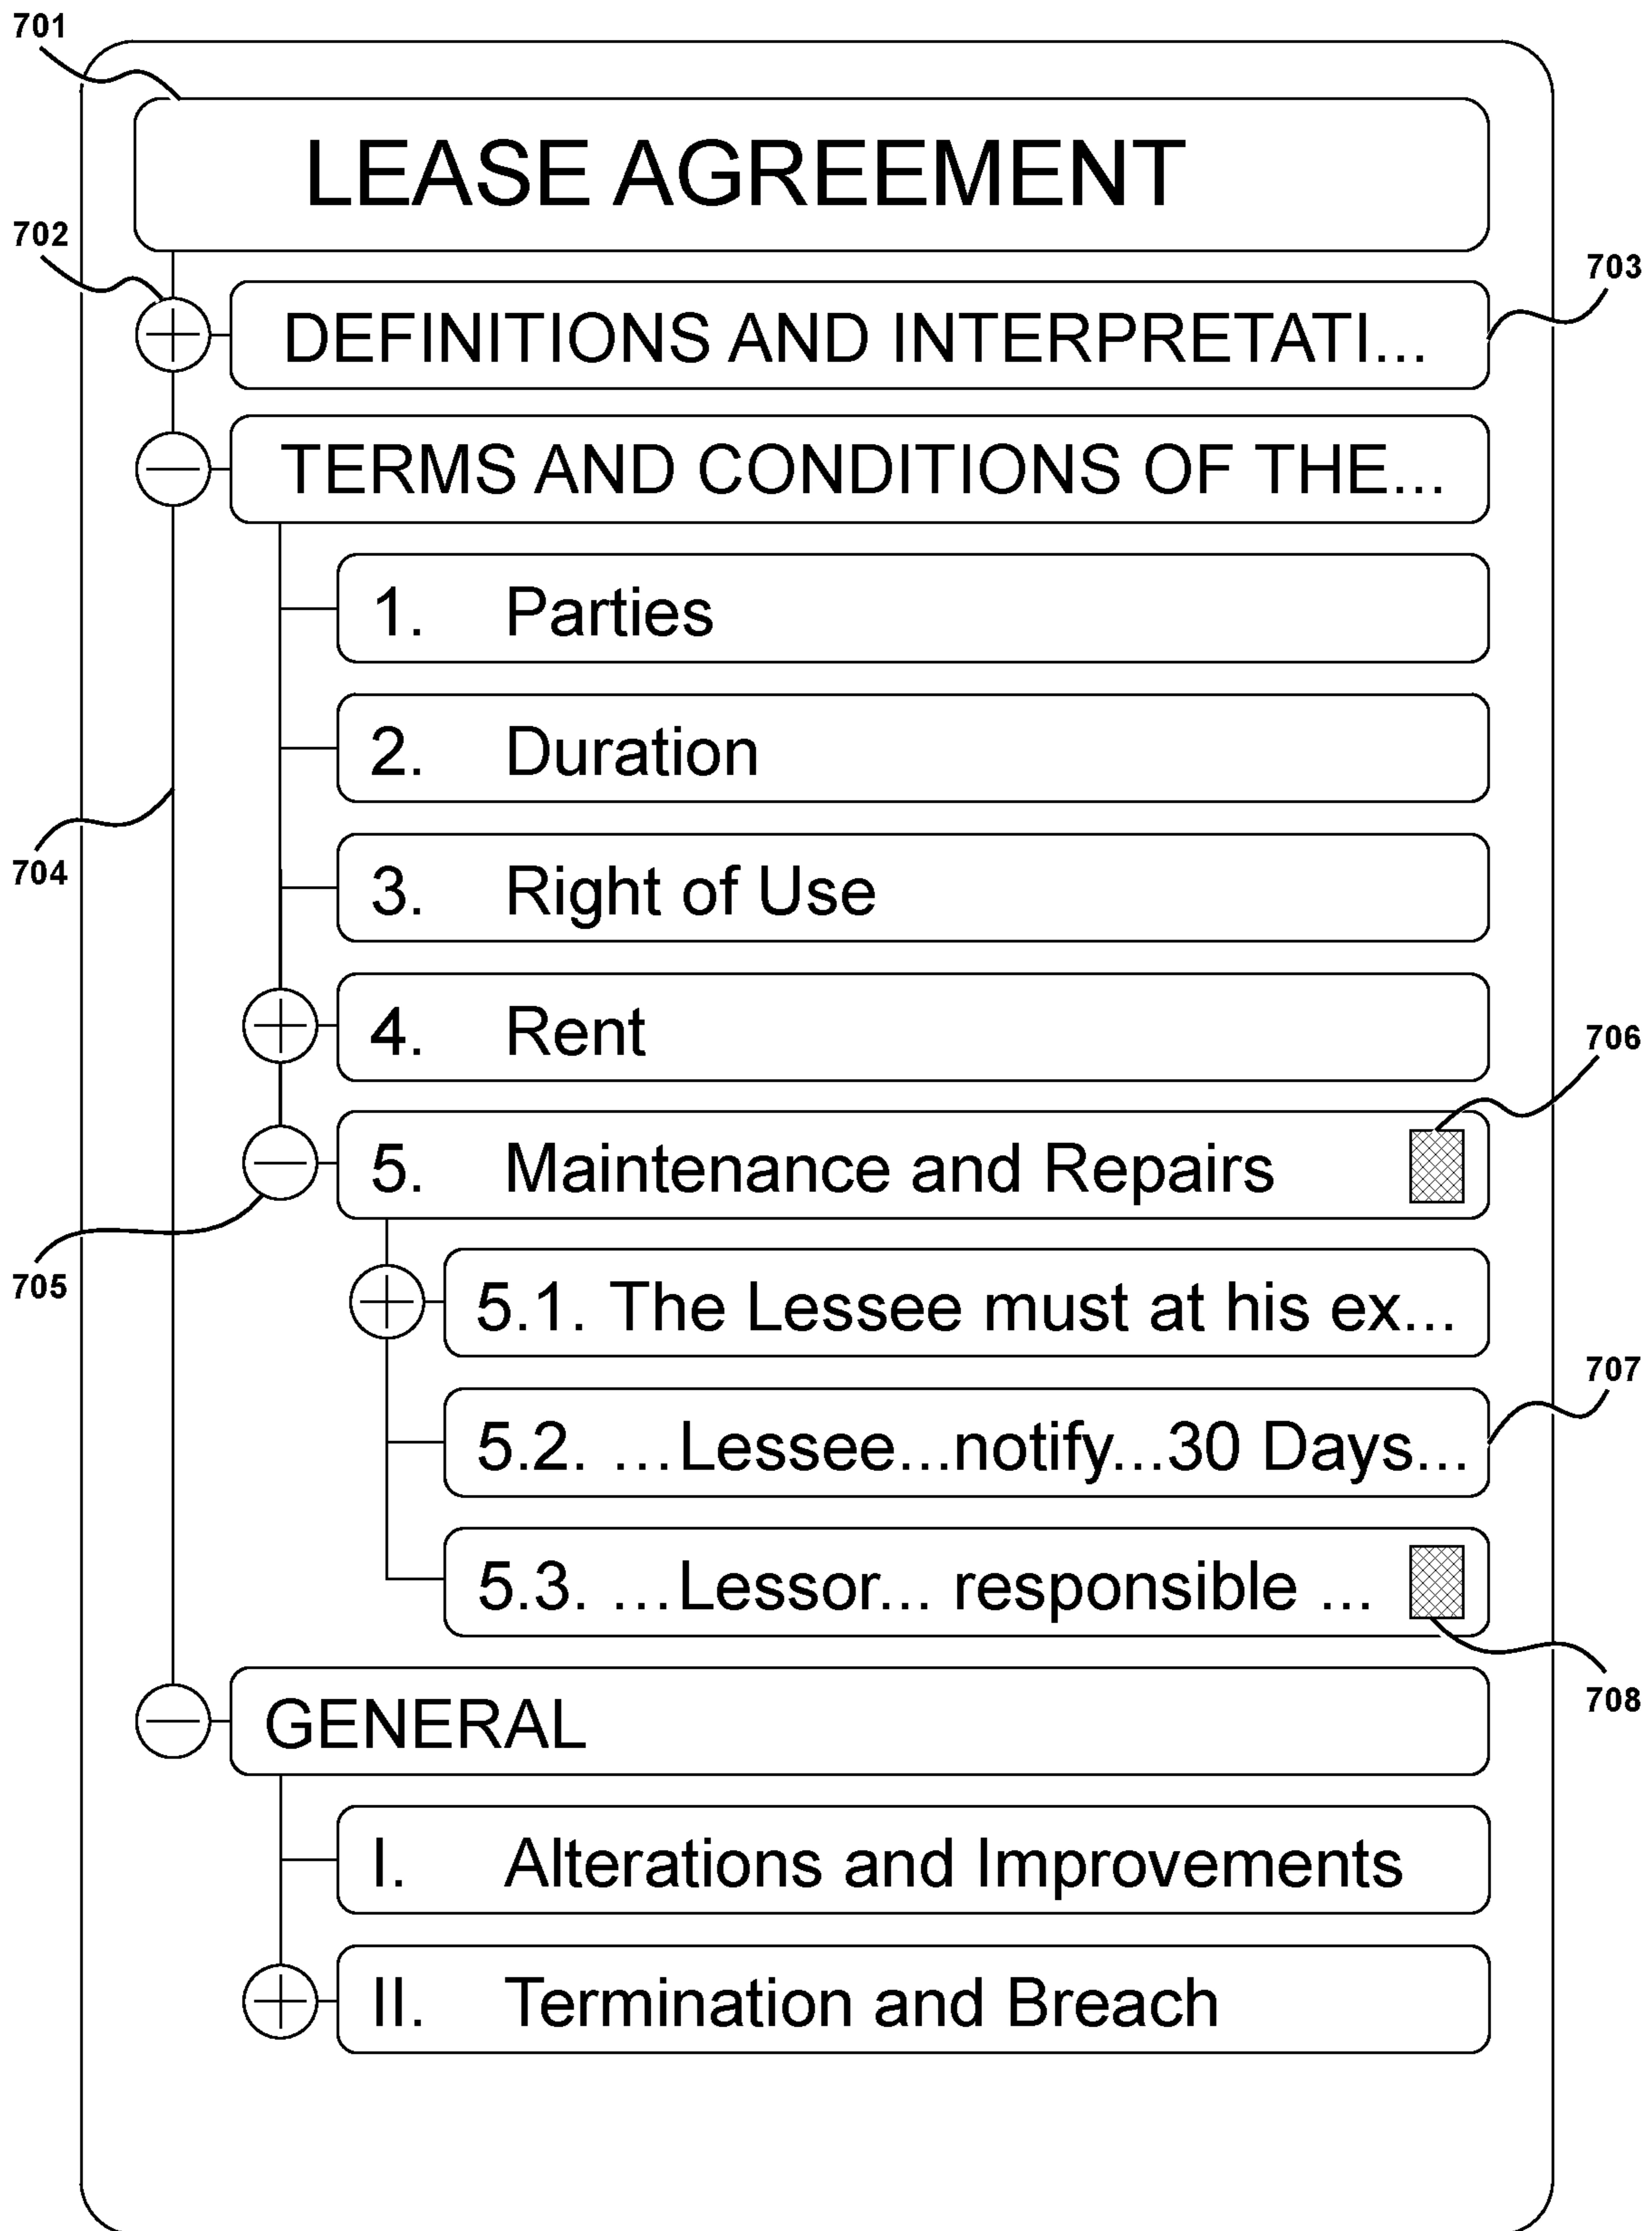 701
LEASE AGREEMENT
702
703
DEFINITIONS AND INTERPRETATI...
TERMS AND CONDITIONS OF THE...
1. Parties
2. Duration
704
3. Right of Use
4. Rent
706
5. Maintenance and Repairs
705
5.1. The Lessee must at his ex...
707
5.2. ...Lessee...notify...30 Days...
5.3. ...Lessor... responsible ...
708
GENERAL
I. Alterations and Improvements
II. Termination and Breach